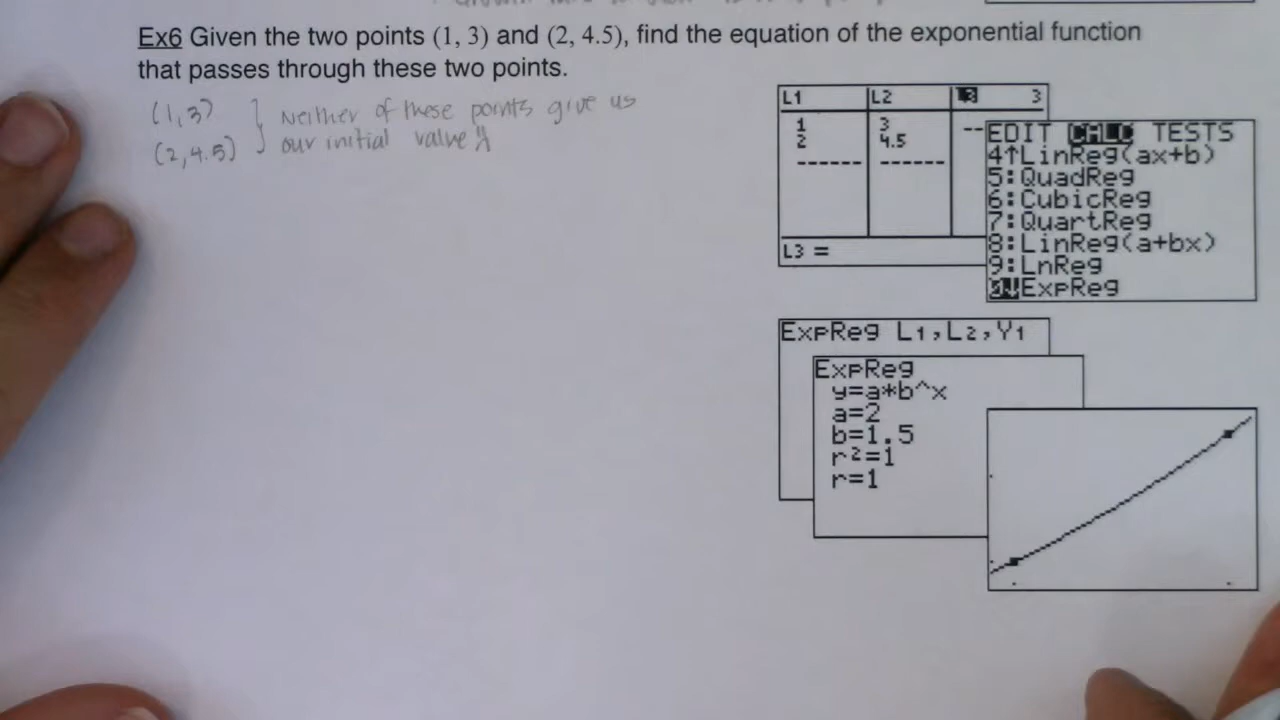 Ex6 Given the two points (1, 3) and (2, 4.5), find the equation of the exponential function
that passes through these two points.
(1,3) } Neither of these points give us
(2,4.5) our initial value
L1 L2 L3 3
1 3
2 4.5
L3 =
EDIT CALC TESTS
4↑LinReg(ax+b)
5:QuadReg
6:CubicReg
7:QuartReg
8:LinReg(a+bx)
9:LnReg
0↓ExpReg
ExpReg L1,L2,Y1
ExpReg
y=a*b^x
a=2
b=1.5
r²=1
r=1